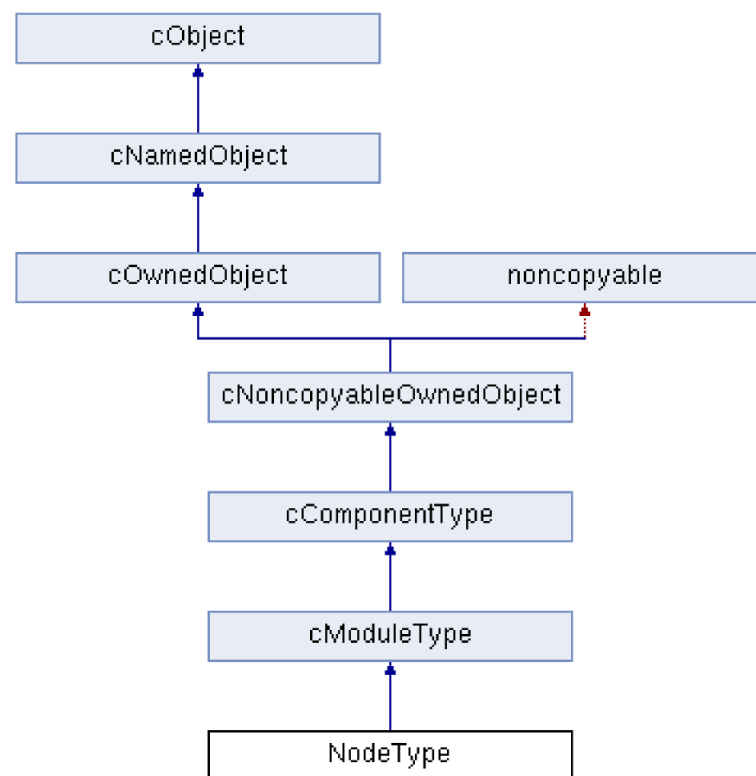 cObject
cNamedObject
cOwnedObject
noncopyable
cNoncopyableOwnedObject
cComponentType
cModuleType
NodeType